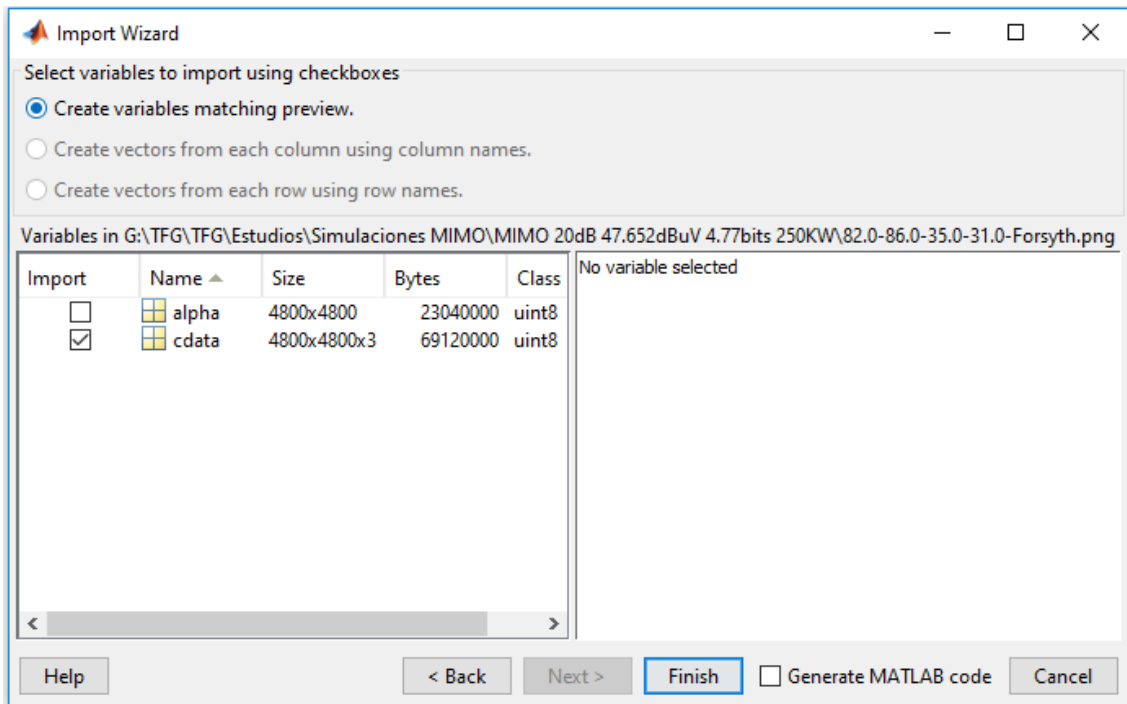 Import Wizard
Select variables to import using checkboxes
Create variables matching preview.
Create vectors from each column using column names.
Create vectors from each row using row names.
Variables in G:\TFG\TFG\Estudios\Simulaciones MIMO\MIMO 20dB 47.652dBuV 4.77bits 250KW\82.0-86.0-35.0-31.0-Forsyth.png
Import Name Size Bytes Class No variable selected
alpha 4800x4800 23040000 uint8
cdata 4800x4800x3 69120000 uint8
Help < Back Next > Finish Generate MATLAB code Cancel